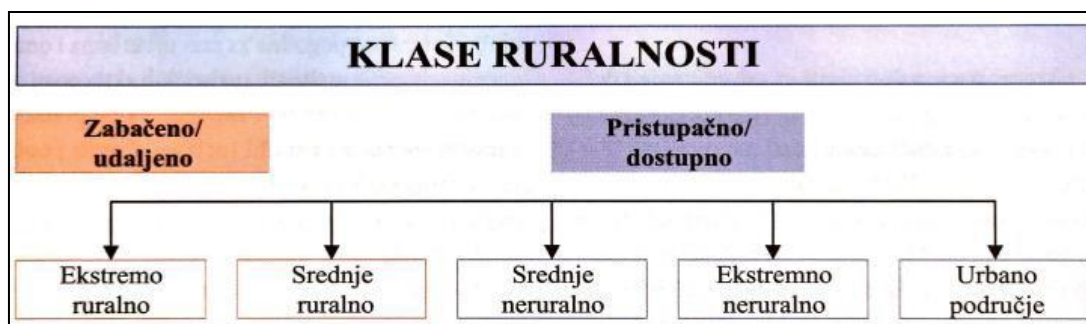 KLASE RURALNOSTI
Zabačeno/
udaljeno
Pristupačno/
dostupno
Ekstremo
ruralno
Srednje
ruralno
Srednje
neruralno
Ekstremno
neruralno
Urbano
područje